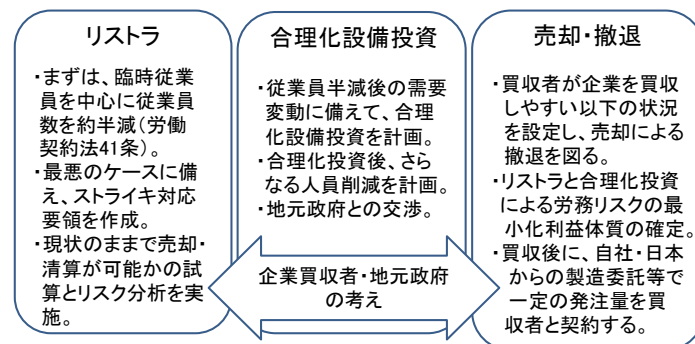 リストラ
・まずは、臨時従業
員を中心に従業員
数を約半減(労働
契約法41条)。
・最悪のケースに備
え、ストライキ対応
要領を作成。
・現状のままで売却・
清算が可能かの試
算とリスク分析を実
施。
合理化設備投資
・従業員半減後の需要
変動に備えて、合理
化設備投資を計画。
・合理化投資後、さら
なる人員削減を計画。
・地元政府との交渉。
売却・撤退
・買収者が企業を買収
しやすい以下の状況
を設定し、売却による
撤退を図る。
・リストラと合理化投資
による労務リスクの最
小化利益体質の確定。
・買収後に、自社・日本
からの製造委託等で
一定の発注量を買
収者と契約する。
企業買収者・地元政府
の考え